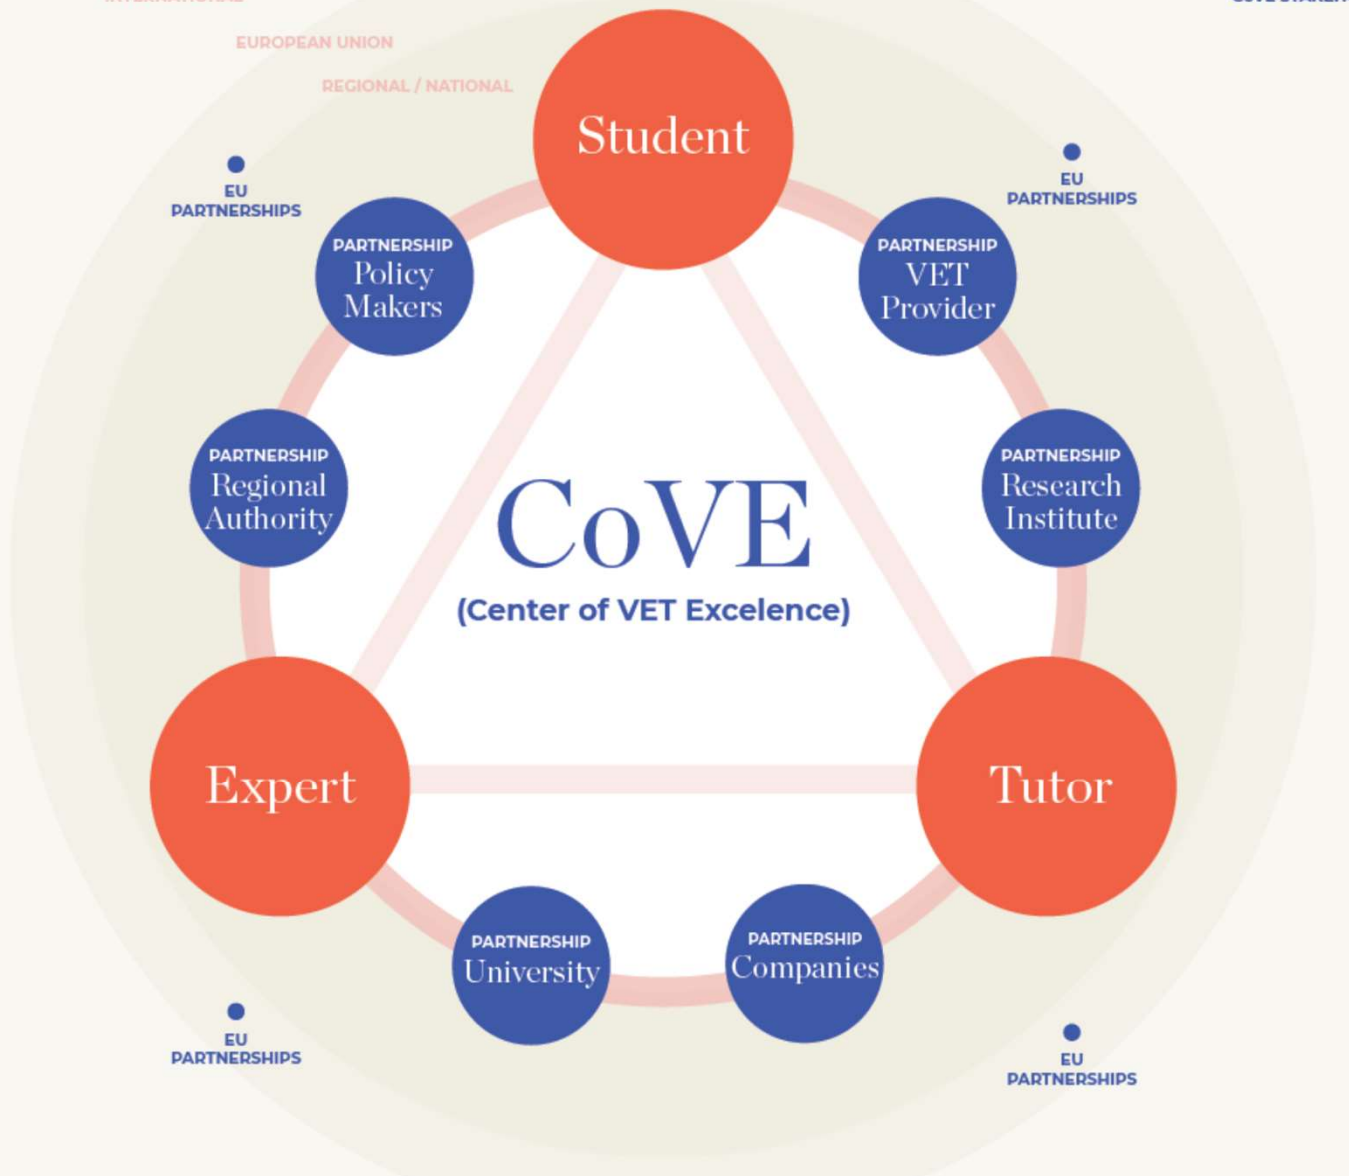 EUROPEAN UNION
REGIONAL / NATIONAL
Student
EU
PARTNERSHIPS
EU
PARTNERSHIPS
PARTNERSHIP
Policy
Makers
PARTNERSHIP
VET
Provider
PARTNERSHIP
Regional
Authority
PARTNERSHIP
Research
Institute
CoVE
(Center of VET Excelence)
Expert
Tutor
PARTNERSHIP
University
PARTNERSHIP
Companies
EU
PARTNERSHIPS
EU
PARTNERSHIPS